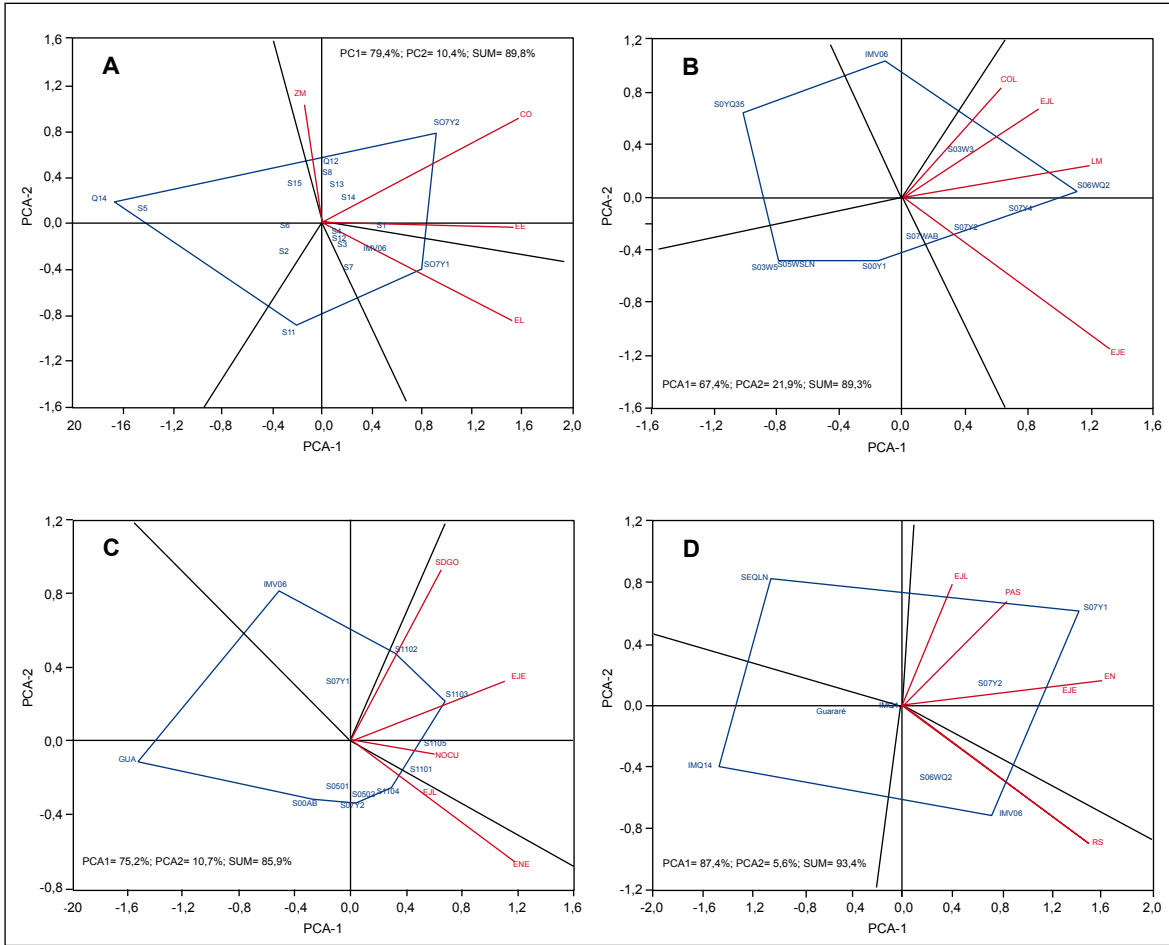 A
PC1= 79,4%; PC2= 10,4%; SUM= 89,8%
PCA-2
1,6
1,2
0,8
0,4
0,0
-0,4
-0,8
-1,2
-1,6
ZM
CO
SO7Y2
Q12
S8
S13
S15
S14
Q14
S5
S6
S1
EE
S4
S12
S3
IMV06
S2
S7
SO7Y1
EL
S11
20
-1,6
-1,2
-0,8
-0,4
0,0
0,4
0,8
1,2
1,6
2,0
PCA-1
B
PCA-2
1,2
0,8
0,4
0,0
-0,4
-0,8
-1,2
-1,6
IMV06
COL
EJL
S0YQ35
S03W3
LM
S06WQ2
S07Y4
S07Y2
S07WAB
S03W5
S05WSLN
S00Y1
EJE
PCA1= 67,4%; PCA2= 21,9%; SUM= 89,3%
-1,6
-1,2
-0,8
-0,4
0,0
0,4
0,8
1,2
1,6
PCA-1
C
PCA-2
1,2
0,8
0,4
0,0
-0,4
-0,8
SDGO
IMV06
S1102
S07Y1
EJE
S1103
S1105
NOCU
GUA
S1101
S0501
S0502
S1104
EJL
S00AB
S07Y2
ENE
PCA1= 75,2%; PCA2= 10,7%; SUM= 85,9%
-20
-1,6
-1,2
-0,8
-0,4
0,0
0,4
0,8
1,2
1,6
PCA-1
D
PCA-2
1,2
0,8
0,4
0,0
-0,4
-0,8
-1,2
SEQLN
EJL
PAS
S07Y1
S07Y2
EN
EJE
Guararé
IMQ14
S06WQ2
IMV06
RS
PCA1= 87,4%; PCA2= 5,6%; SUM= 93,4%
-2,0
-1,6
-1,2
-0,8
-0,4
0,0
0,4
0,8
1,2
1,6
2,0
PCA-1